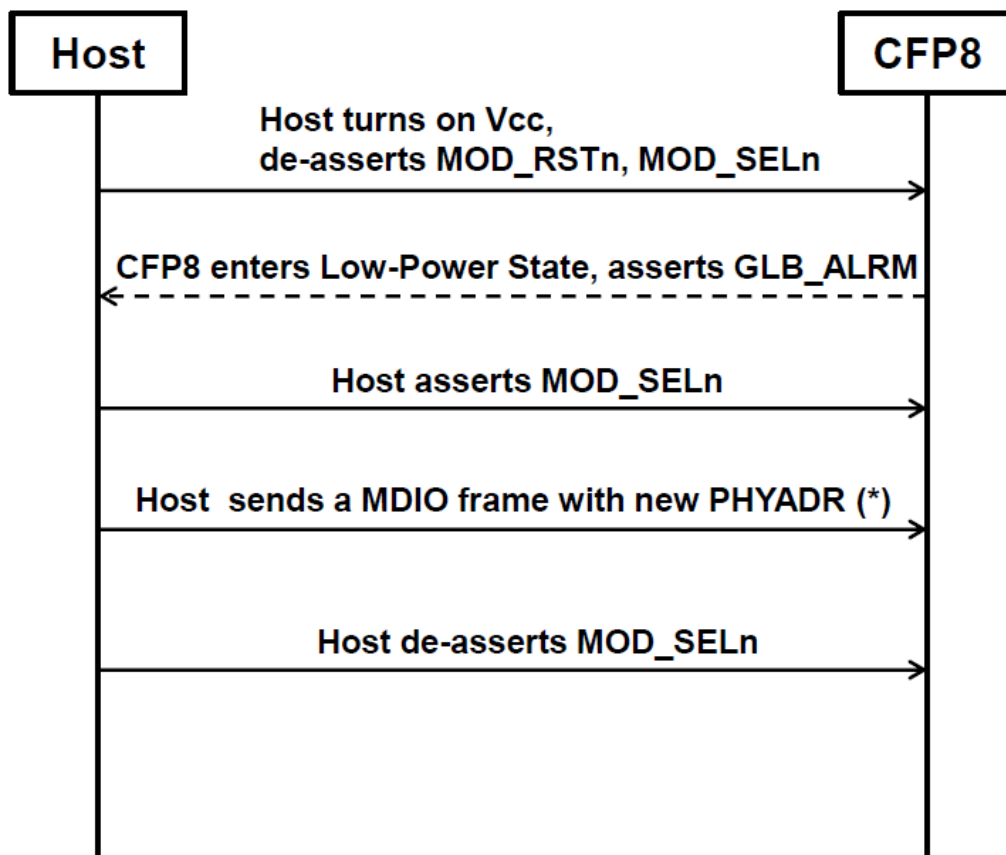 Host
CFP8
Host turns on Vcc,
de-asserts MOD_RSTn, MOD_SELn
CFP8 enters Low-Power State, asserts GLB_ALRM
Host asserts MOD_SELn
Host  sends a MDIO frame with new PHYADR (*)
Host de-asserts MOD_SELn